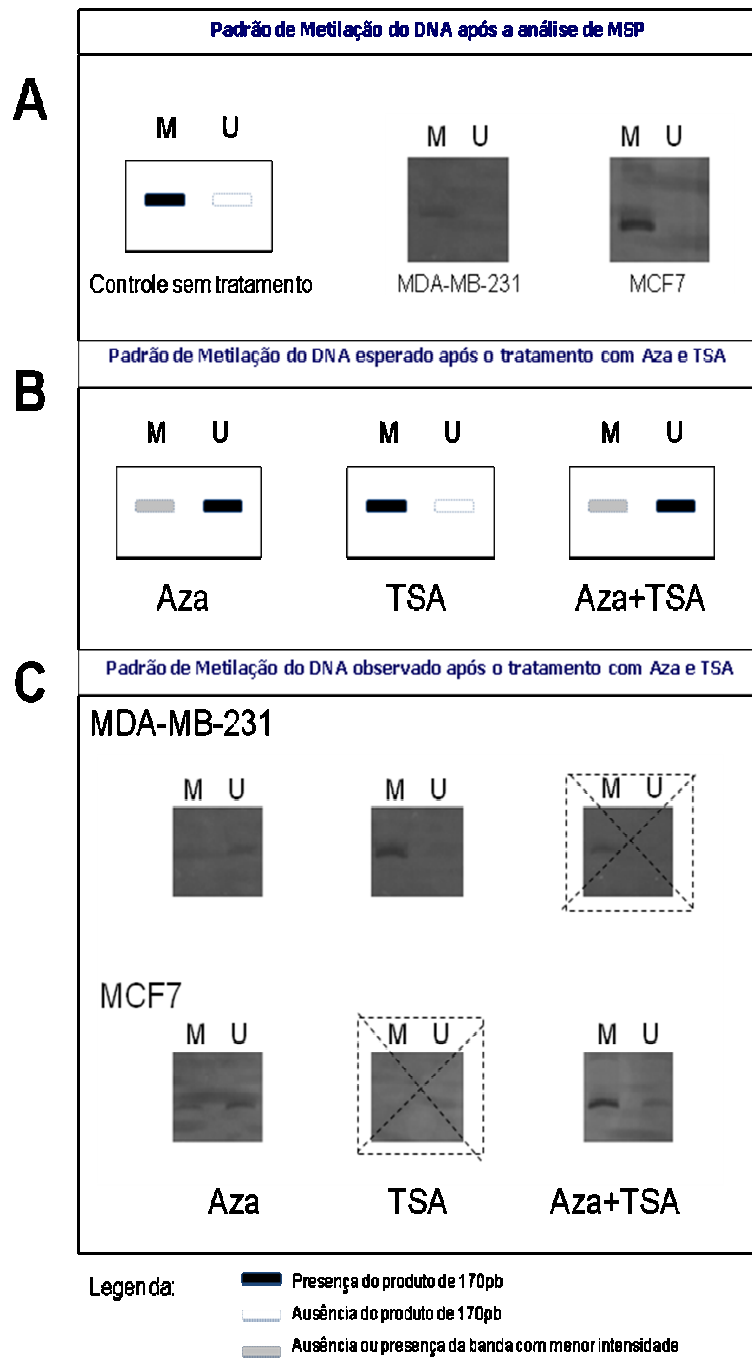 Padrão de Metilação do DNA após a análise de MSP
A
M U
M U
M U
Controle sem tratamento
MDA-MB-231
MCF7
Padrão de Metilação do DNA esperado após o tratamento com Aza e TSA
B
M U
M U
M U
Aza
TSA
Aza+TSA
Padrão de Metilação do DNA observado após o tratamento com Aza e TSA
C
MDA-MB-231
M U
M U
M U
MCF7
M U
M U
M U
Aza
TSA
Aza+TSA
Legenda:
Presença do produto de 170pb
Ausência do produto de 170pb
Ausência ou presença da banda com menor intensidade